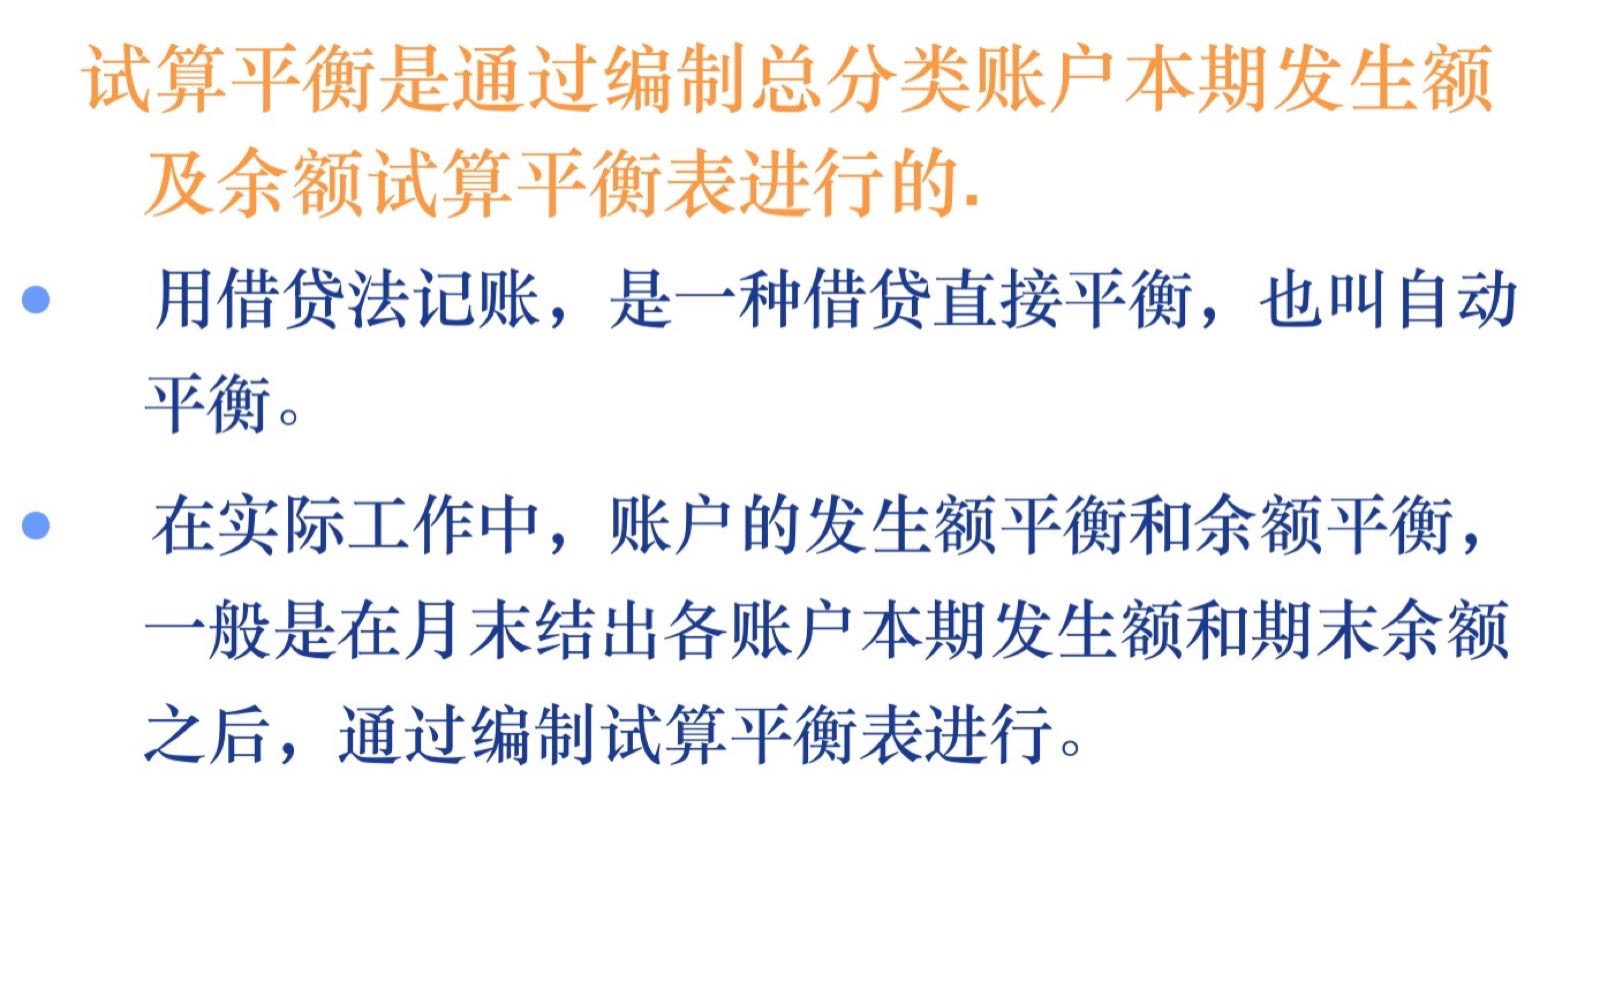 试算平衡是通过编制总分类账户本期发生额
及余额试算平衡表进行的.
• 用借贷法记账，是一种借贷直接平衡，也叫自动
平衡。
• 在实际工作中，账户的发生额平衡和余额平衡，
一般是在月末结出各账户本期发生额和期末余额
之后，通过编制试算平衡表进行。